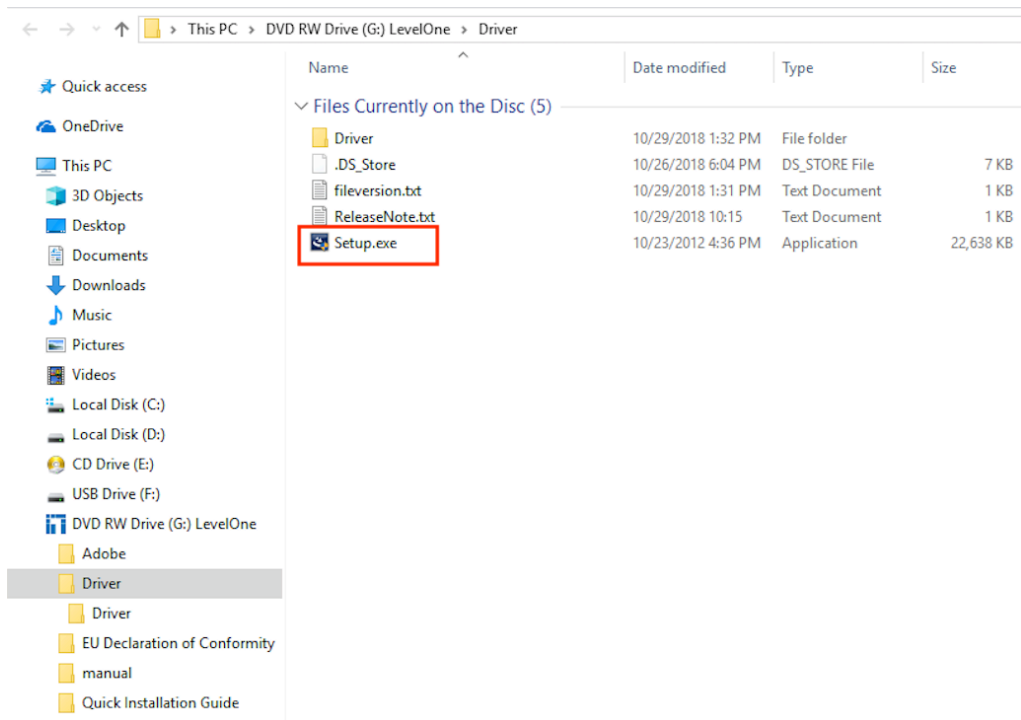 This PC > DVD RW Drive (G:) LevelOne > Driver
Name Date modified Type Size
Files Currently on the Disc (5)
Driver 10/29/2018 1:32 PM File folder
.DS_Store 10/26/2018 6:04 PM DS_STORE File 7 KB
fileversion.txt 10/29/2018 1:31 PM Text Document 1 KB
ReleaseNote.txt 10/29/2018 10:15 Text Document 1 KB
Setup.exe 10/23/2012 4:36 PM Application 22,638 KB
Quick access
OneDrive
This PC
3D Objects
Desktop
Documents
Downloads
Music
Pictures
Videos
Local Disk (C:)
Local Disk (D:)
CD Drive (E:)
USB Drive (F:)
DVD RW Drive (G:) LevelOne
Adobe
Driver
Driver
EU Declaration of Conformity
manual
Quick Installation Guide